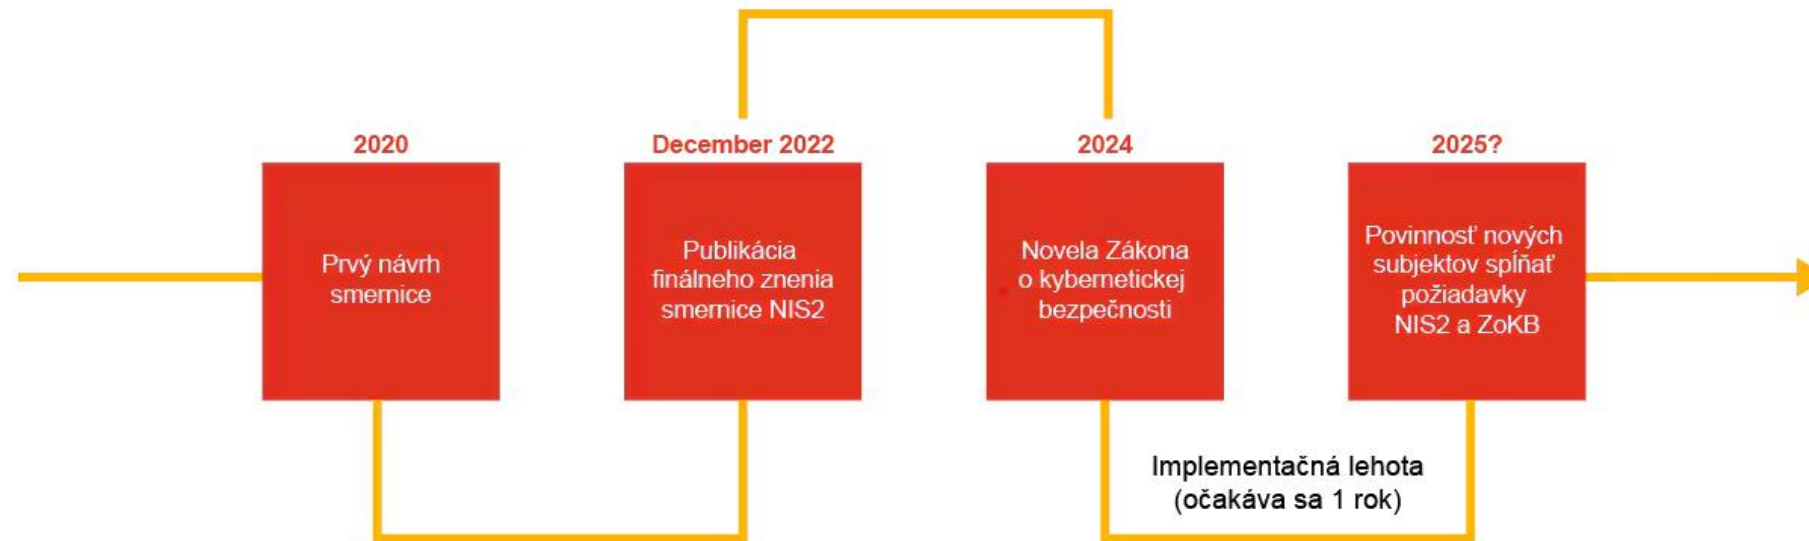 2020
Prvý návrh
smernice
December 2022
Publikácia
finálneho znenia
smernice NIS2
2024
Novela Zákona
o kybernetickej
bezpečnosti
2025?
Povinnosť nových
subjektov spĺňať
požiadavky
NIS2 a ZoKB
Implementačná lehota
(očakáva sa 1 rok)